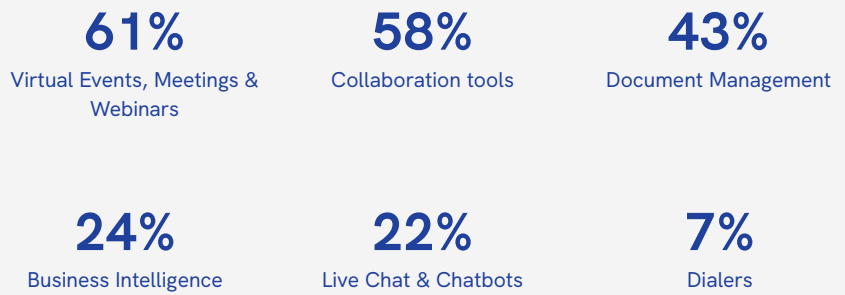 61%
58%
43%
Virtual Events, Meetings &
Webinars
Collaboration tools
Document Management
24%
22%
7%
Business Intelligence
Live Chat & Chatbots
Dialers